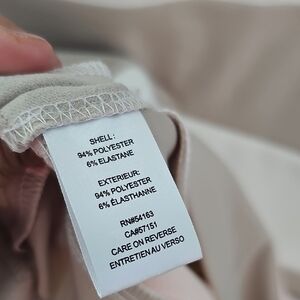 SHELL:
94% POLYESTER
6% ELASTANE
EXTERIEUR:
94% POLYESTER
6% ÉLASTHANNE
RN#54163
CA#57151
CARE ON REVERSE
ENTRETIEN AU VERSO